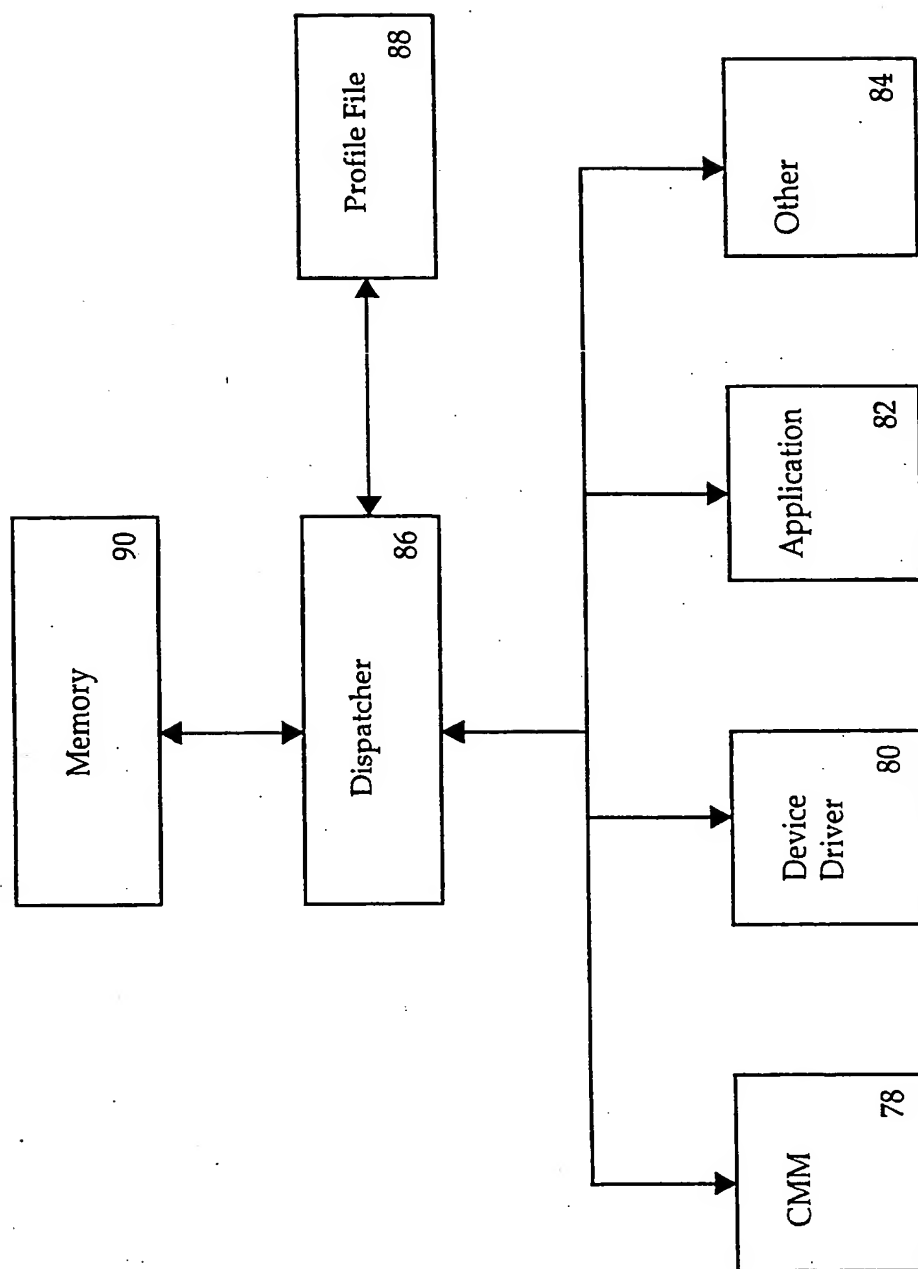 Memory
90
Dispatcher
86
Profile File
88
CMM
78
Device
Driver
80
Application
82
Other
84